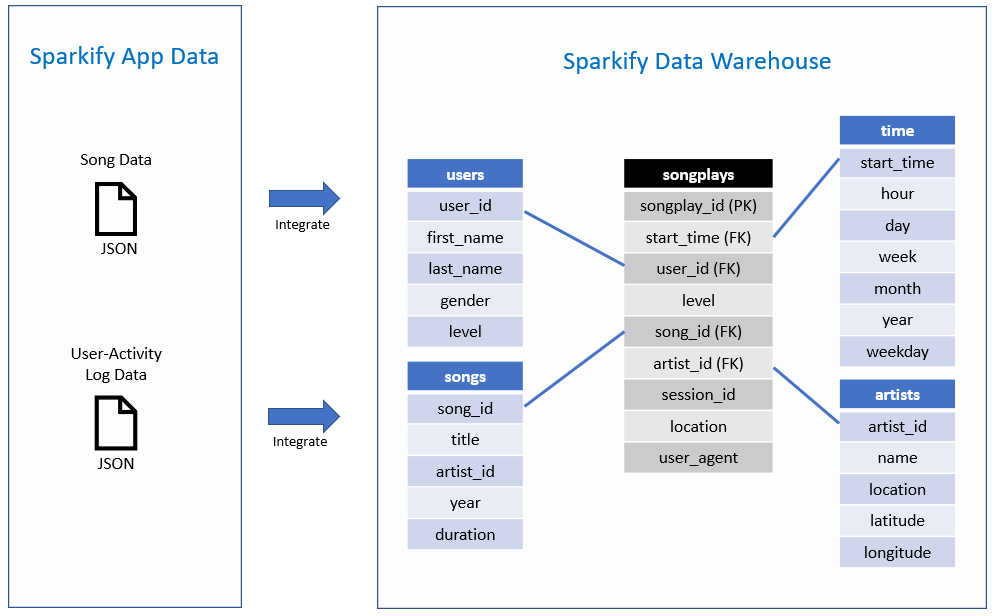 Sparkify App Data
Song Data
JSON
User-Activity
Log Data
JSON
Integrate
Integrate
Sparkify Data Warehouse
users
user_id
first_name
last_name
gender
level
songs
song_id
title
artist_id
year
duration
songplays
songplay_id (PK)
start_time (FK)
user_id (FK)
level
song_id (FK)
artist_id (FK)
session_id
location
user_agent
time
start_time
hour
day
week
month
year
weekday
artists
artist_id
name
location
latitude
longitude